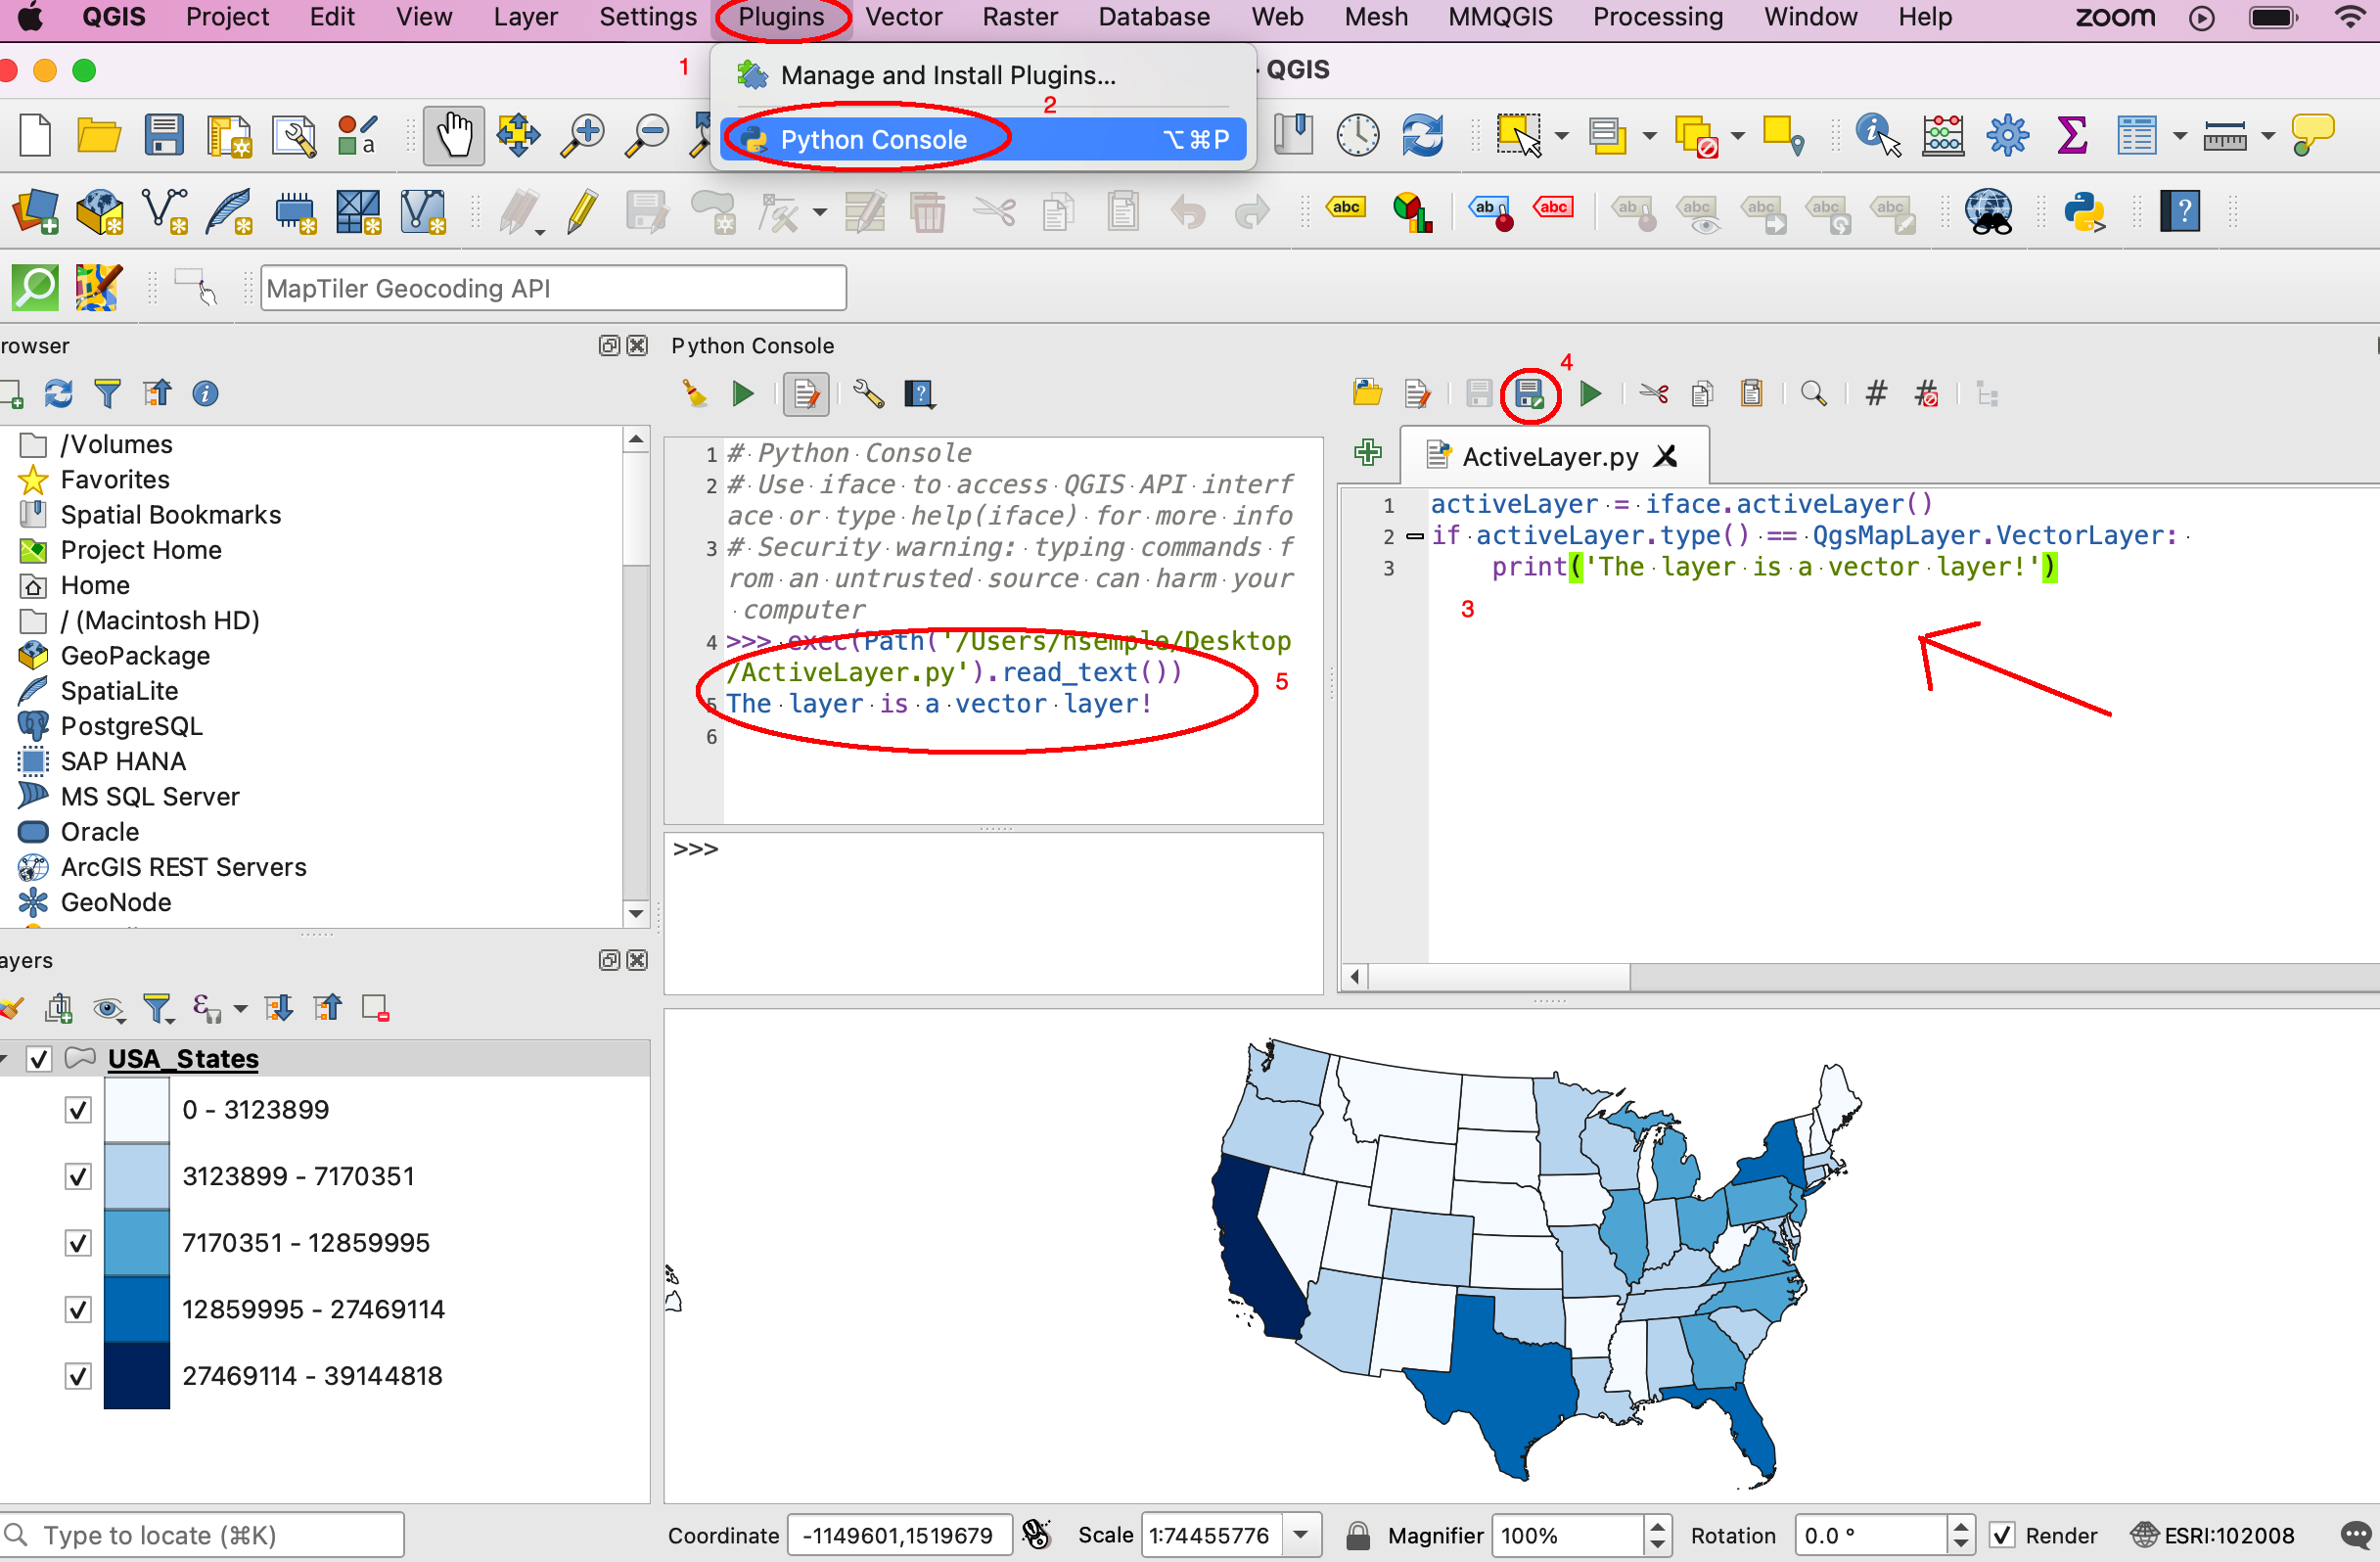 QGIS Project Edit View Layer Settings Plugins Vector Raster Database Web Mesh MMQGIS Processing Window Help zoom
1
Manage and Install Plugins...
- QGIS
2
Python Console ⌥⌘P
MapTiler Geocoding API
rowser
/Volumes
Favorites
Spatial Bookmarks
Project Home
Home
/ (Macintosh HD)
GeoPackage
SpatiaLite
PostgreSQL
SAP HANA
MS SQL Server
Oracle
ArcGIS REST Servers
GeoNode
Python Console
1 # Python Console
2 # Use iface to access QGIS API interf
ace or type help(iface) for more info
3 # Security warning: typing commands f
rom an untrusted source can harm your
computer
4 >>> exec(Path('/Users/hsemple/Desktop
/ActiveLayer.py').read_text())
5 The layer is a vector layer!
6
5
>>>
4
ActiveLayer.py
1 activeLayer = iface.activeLayer()
2 if activeLayer.type() == QgsMapLayer.VectorLayer:
3 print('The layer is a vector layer!')
3
ayers
USA_States
0 - 3123899
3123899 - 7170351
7170351 - 12859995
12859995 - 27469114
27469114 - 39144818
Type to locate (⌘K)
Coordinate -1149601,1519679 Scale 1:74455776 Magnifier 100% Rotation 0.0 ° Render ESRI:102008